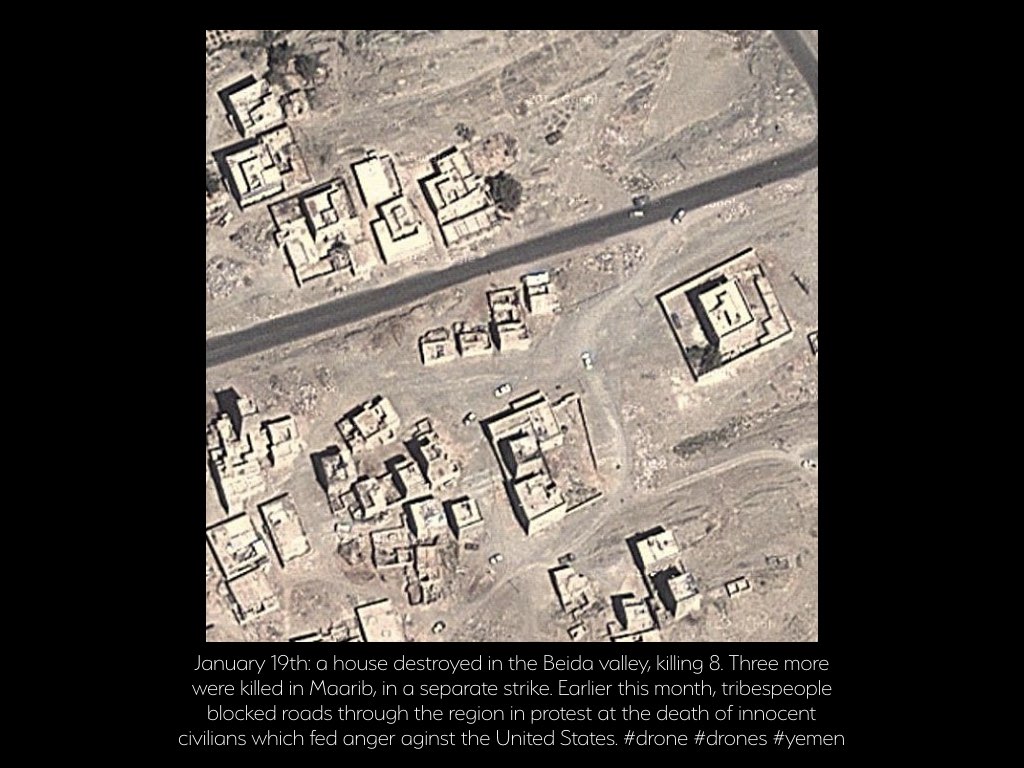 January 19th: a house destroyed in the Beida valley, killing 8. Three more
were killed in Maarib, in a separate strike. Earlier this month, tribespeople
blocked roads through the region in protest at the death of innocent
civilians which fed anger aginst the United States. #drone #drones #yemen